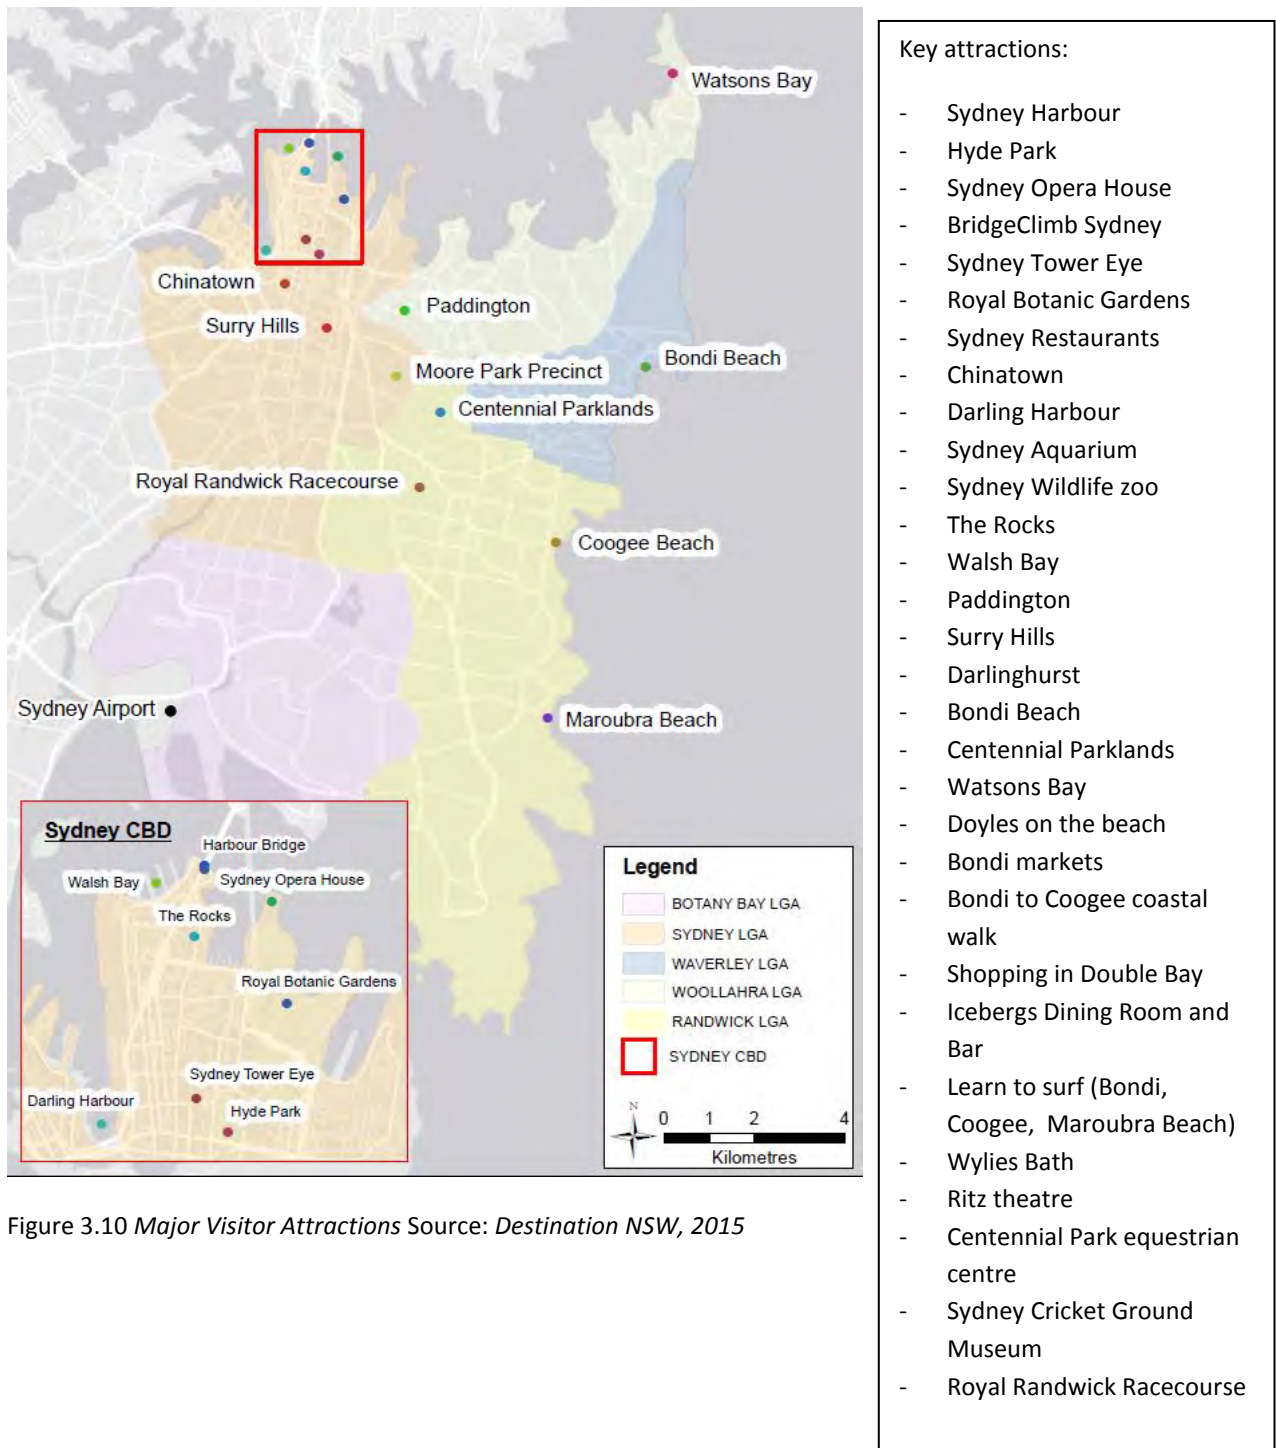 Watsons Bay
Chinatown
Surry Hills
Paddington
Moore Park Precinct
Bondi Beach
Centennial Parklands
Royal Randwick Racecourse
Coogee Beach
Sydney Airport
Maroubra Beach
Sydney CBD
Harbour Bridge
Walsh Bay
Sydney Opera House
The Rocks
Royal Botanic Gardens
Sydney Tower Eye
Darling Harbour
Hyde Park
Legend
BOTANY BAY LGA
SYDNEY LGA
WAVERLEY LGA
WOOLLAHRA LGA
RANDWICK LGA
SYDNEY CBD
N
0 1 2 4
Kilometres
Figure 3.10 Major Visitor Attractions Source: Destination NSW, 2015
Key attractions:
- Sydney Harbour
- Hyde Park
- Sydney Opera House
- BridgeClimb Sydney
- Sydney Tower Eye
- Royal Botanic Gardens
- Sydney Restaurants
- Chinatown
- Darling Harbour
- Sydney Aquarium
- Sydney Wildlife zoo
- The Rocks
- Walsh Bay
- Paddington
- Surry Hills
- Darlinghurst
- Bondi Beach
- Centennial Parklands
- Watsons Bay
- Doyles on the beach
- Bondi markets
- Bondi to Coogee coastal
walk
- Shopping in Double Bay
- Icebergs Dining Room and
Bar
- Learn to surf (Bondi,
Coogee, Maroubra Beach)
- Wylies Bath
- Ritz theatre
- Centennial Park equestrian
centre
- Sydney Cricket Ground
Museum
- Royal Randwick Racecourse